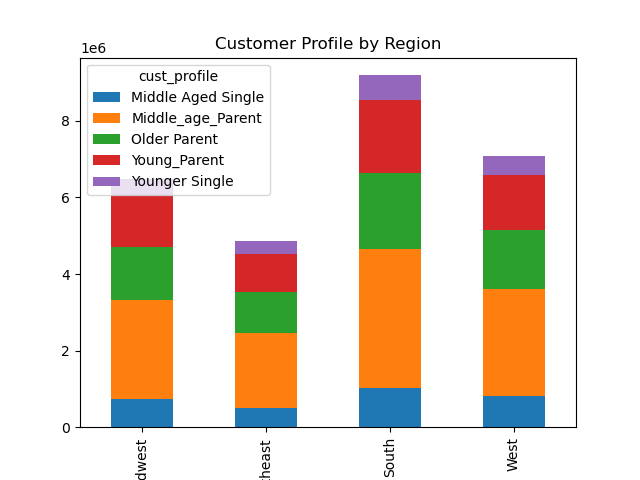 Customer Profile by Region
1e6
cust_profile
Middle Aged Single
Middle_age_Parent
Older Parent
Young_Parent
Younger Single
8
6
4
2
0
dwest
heast
South
West